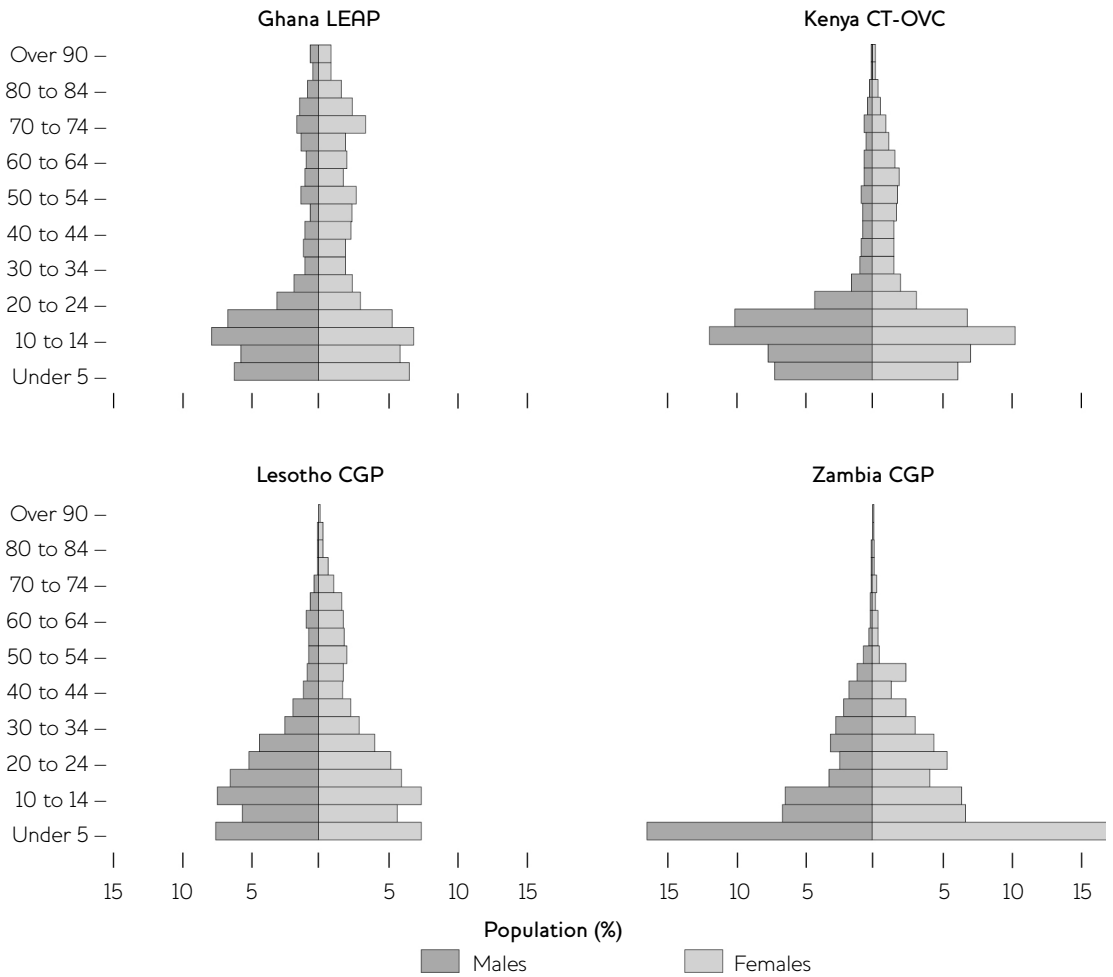 Ghana LEAP
Kenya CT-OVC
Over 90 –
80 to 84 –
70 to 74 –
60 to 64 –
50 to 54 –
40 to 44 –
30 to 34 –
20 to 24 –
10 to 14 –
Under 5 –
Lesotho CGP
Zambia CGP
Over 90 –
80 to 84 –
70 to 74 –
60 to 64 –
50 to 54 –
40 to 44 –
30 to 34 –
20 to 24 –
10 to 14 –
Under 5 –
15 10 5 5 10 15
15 10 5 5 10 15
Population (%)
Males Females